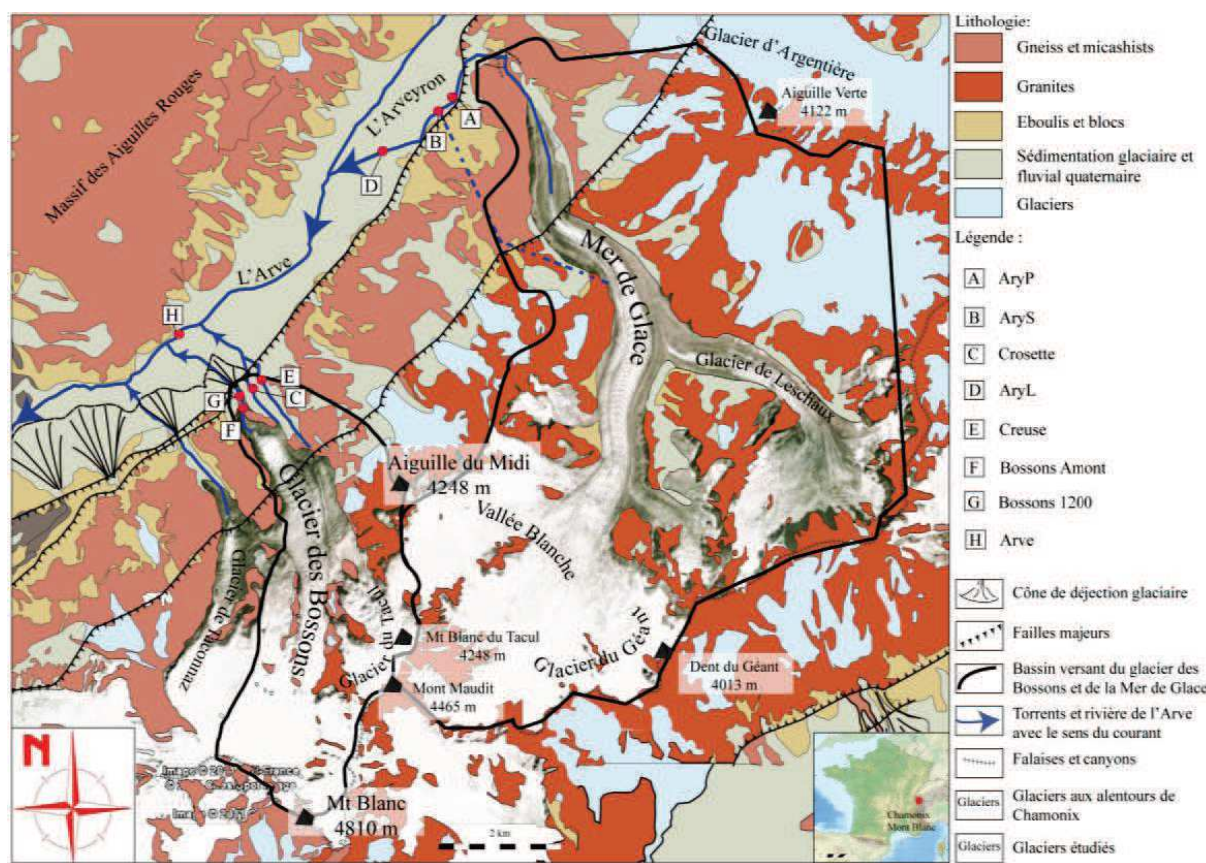 Lithologie:
Gneiss et micashists
Granites
Eboulis et blocs
Sédimentation glaciaire et
fluvial quaternaire
Glaciers
Légende :
A AryP
B AryS
C Crosette
D AryL
E Creuse
F Bossons Amont
G Bossons 1200
H Arve
Cône de déjection glaciaire
Failles majeurs
Bassin versant du glacier des
Bossons et de la Mer de Glace
Torrents et rivière de l'Arve
avec le sens du courant
Falaises et canyons
Glaciers
Glaciers aux alentours de
Chamonix
Glaciers
Glaciers étudiés
Massif des Aiguilles Rouges
L'Arveyron
Glacier d'Argentière
Aiguille Verte
4122 m
A
B
D
L'Arve
H
Mer de Glace
Glacier de Leschaux
E
C
G
F
Aiguille du Midi
4248 m
Vallée Blanche
Glacier des Bossons
Glacier de Taconnaz
Glacier du Tacul
Mt Blanc du Tacul
4248 m
Mont Maudit
4465 m
Glacier du Géant
Dent du Géant
4013 m
Mt Blanc
4810 m
Image ©
Image ©
N
2 km
Chamonix
Mont Blanc